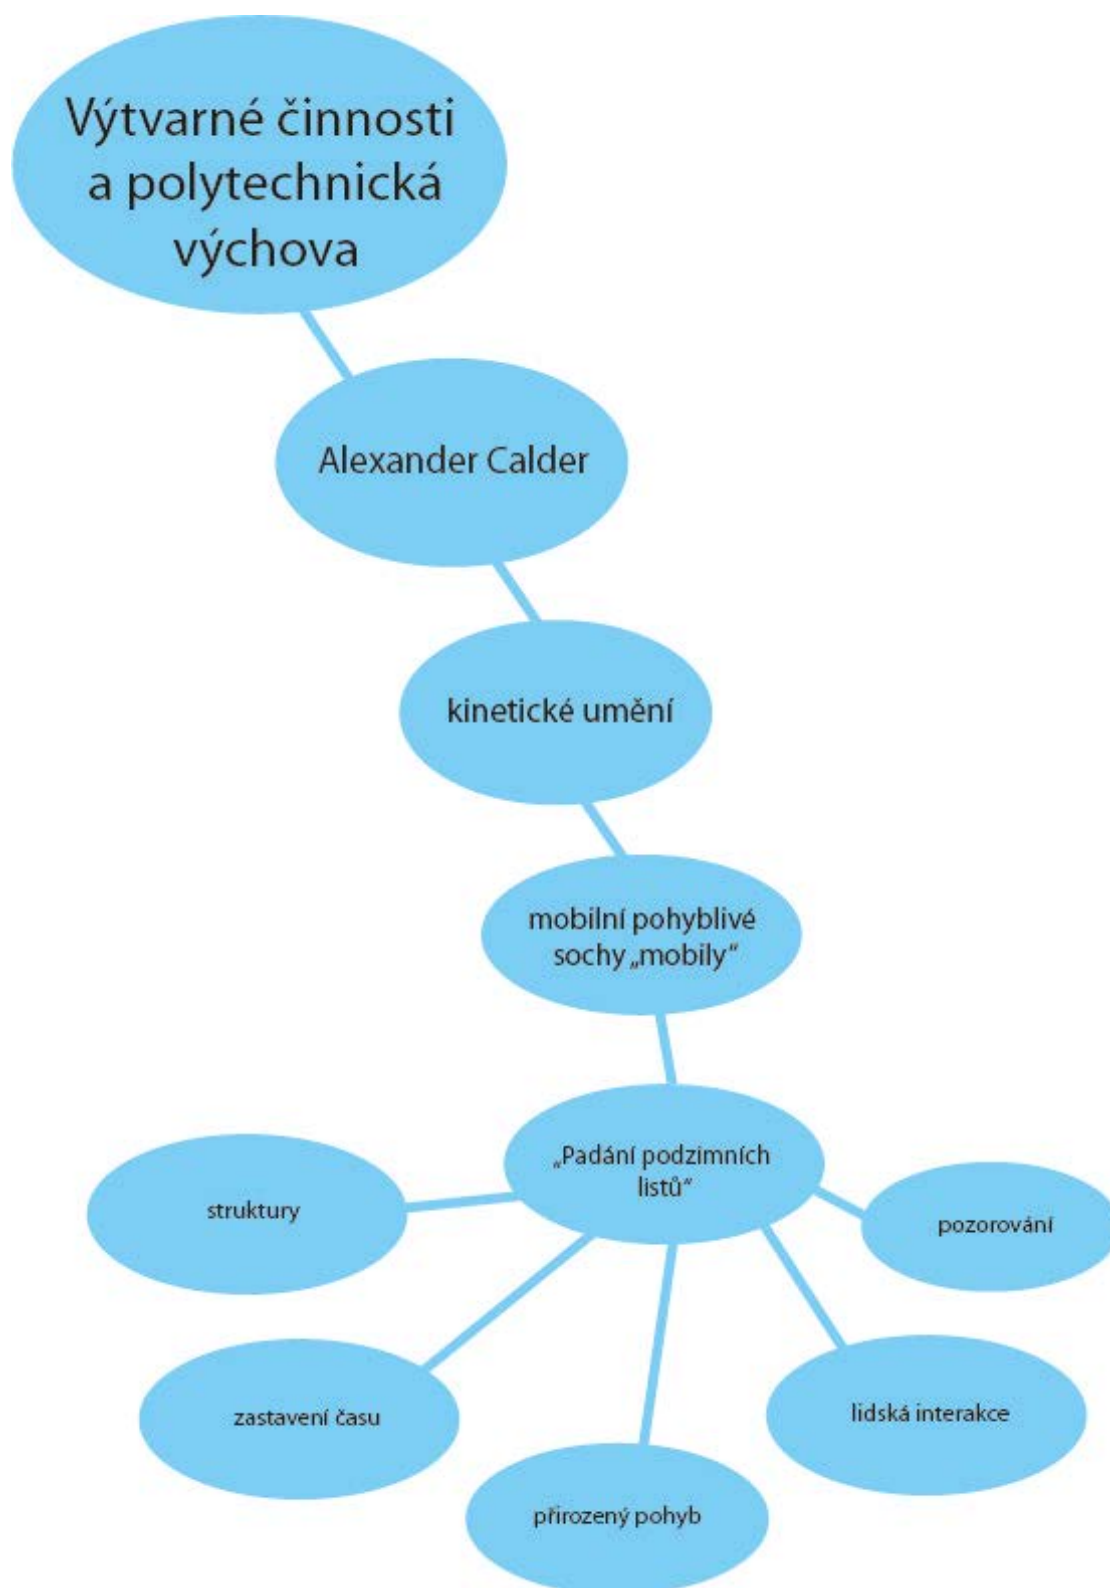 Výtvarné činnosti
a polytechnická
výchova
Alexander Calder
kinetické umění
mobilní pohyblivé
sochy „mobily“
„Padání podzimních
listů“
struktury
pozorování
zastavení času
lidská interakce
přirozený pohyb